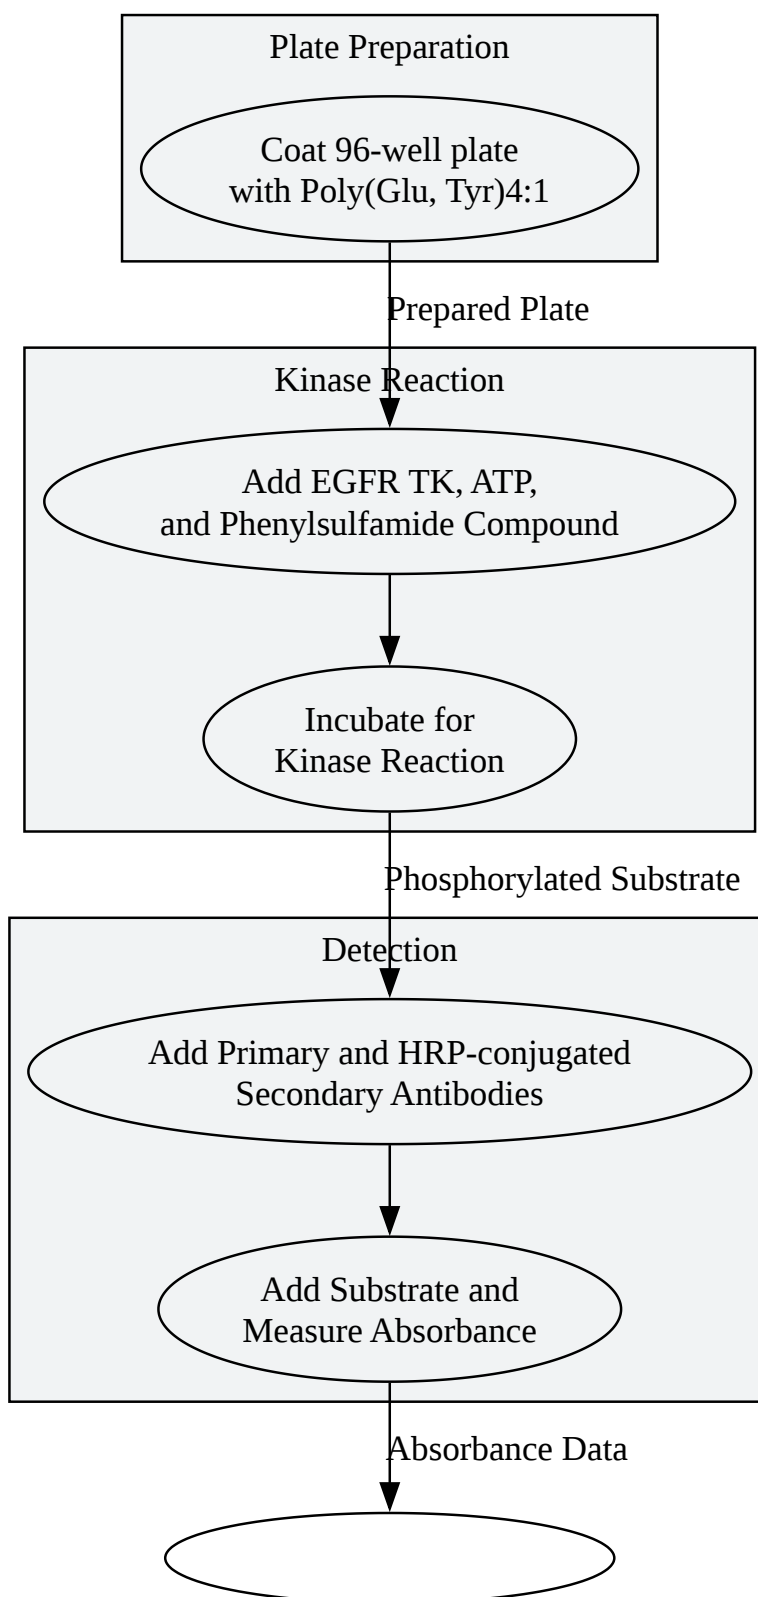 Plate Preparation
Coat 96-well plate
with Poly(Glu, Tyr)4:1
Prepared Plate
Kinase Reaction
Add EGFR TK, ATP,
and Phenylsulfamide Compound
Incubate for
Kinase Reaction
Phosphorylated Substrate
Detection
Add Primary and HRP-conjugated
Secondary Antibodies
Add Substrate and
Measure Absorbance
Absorbance Data